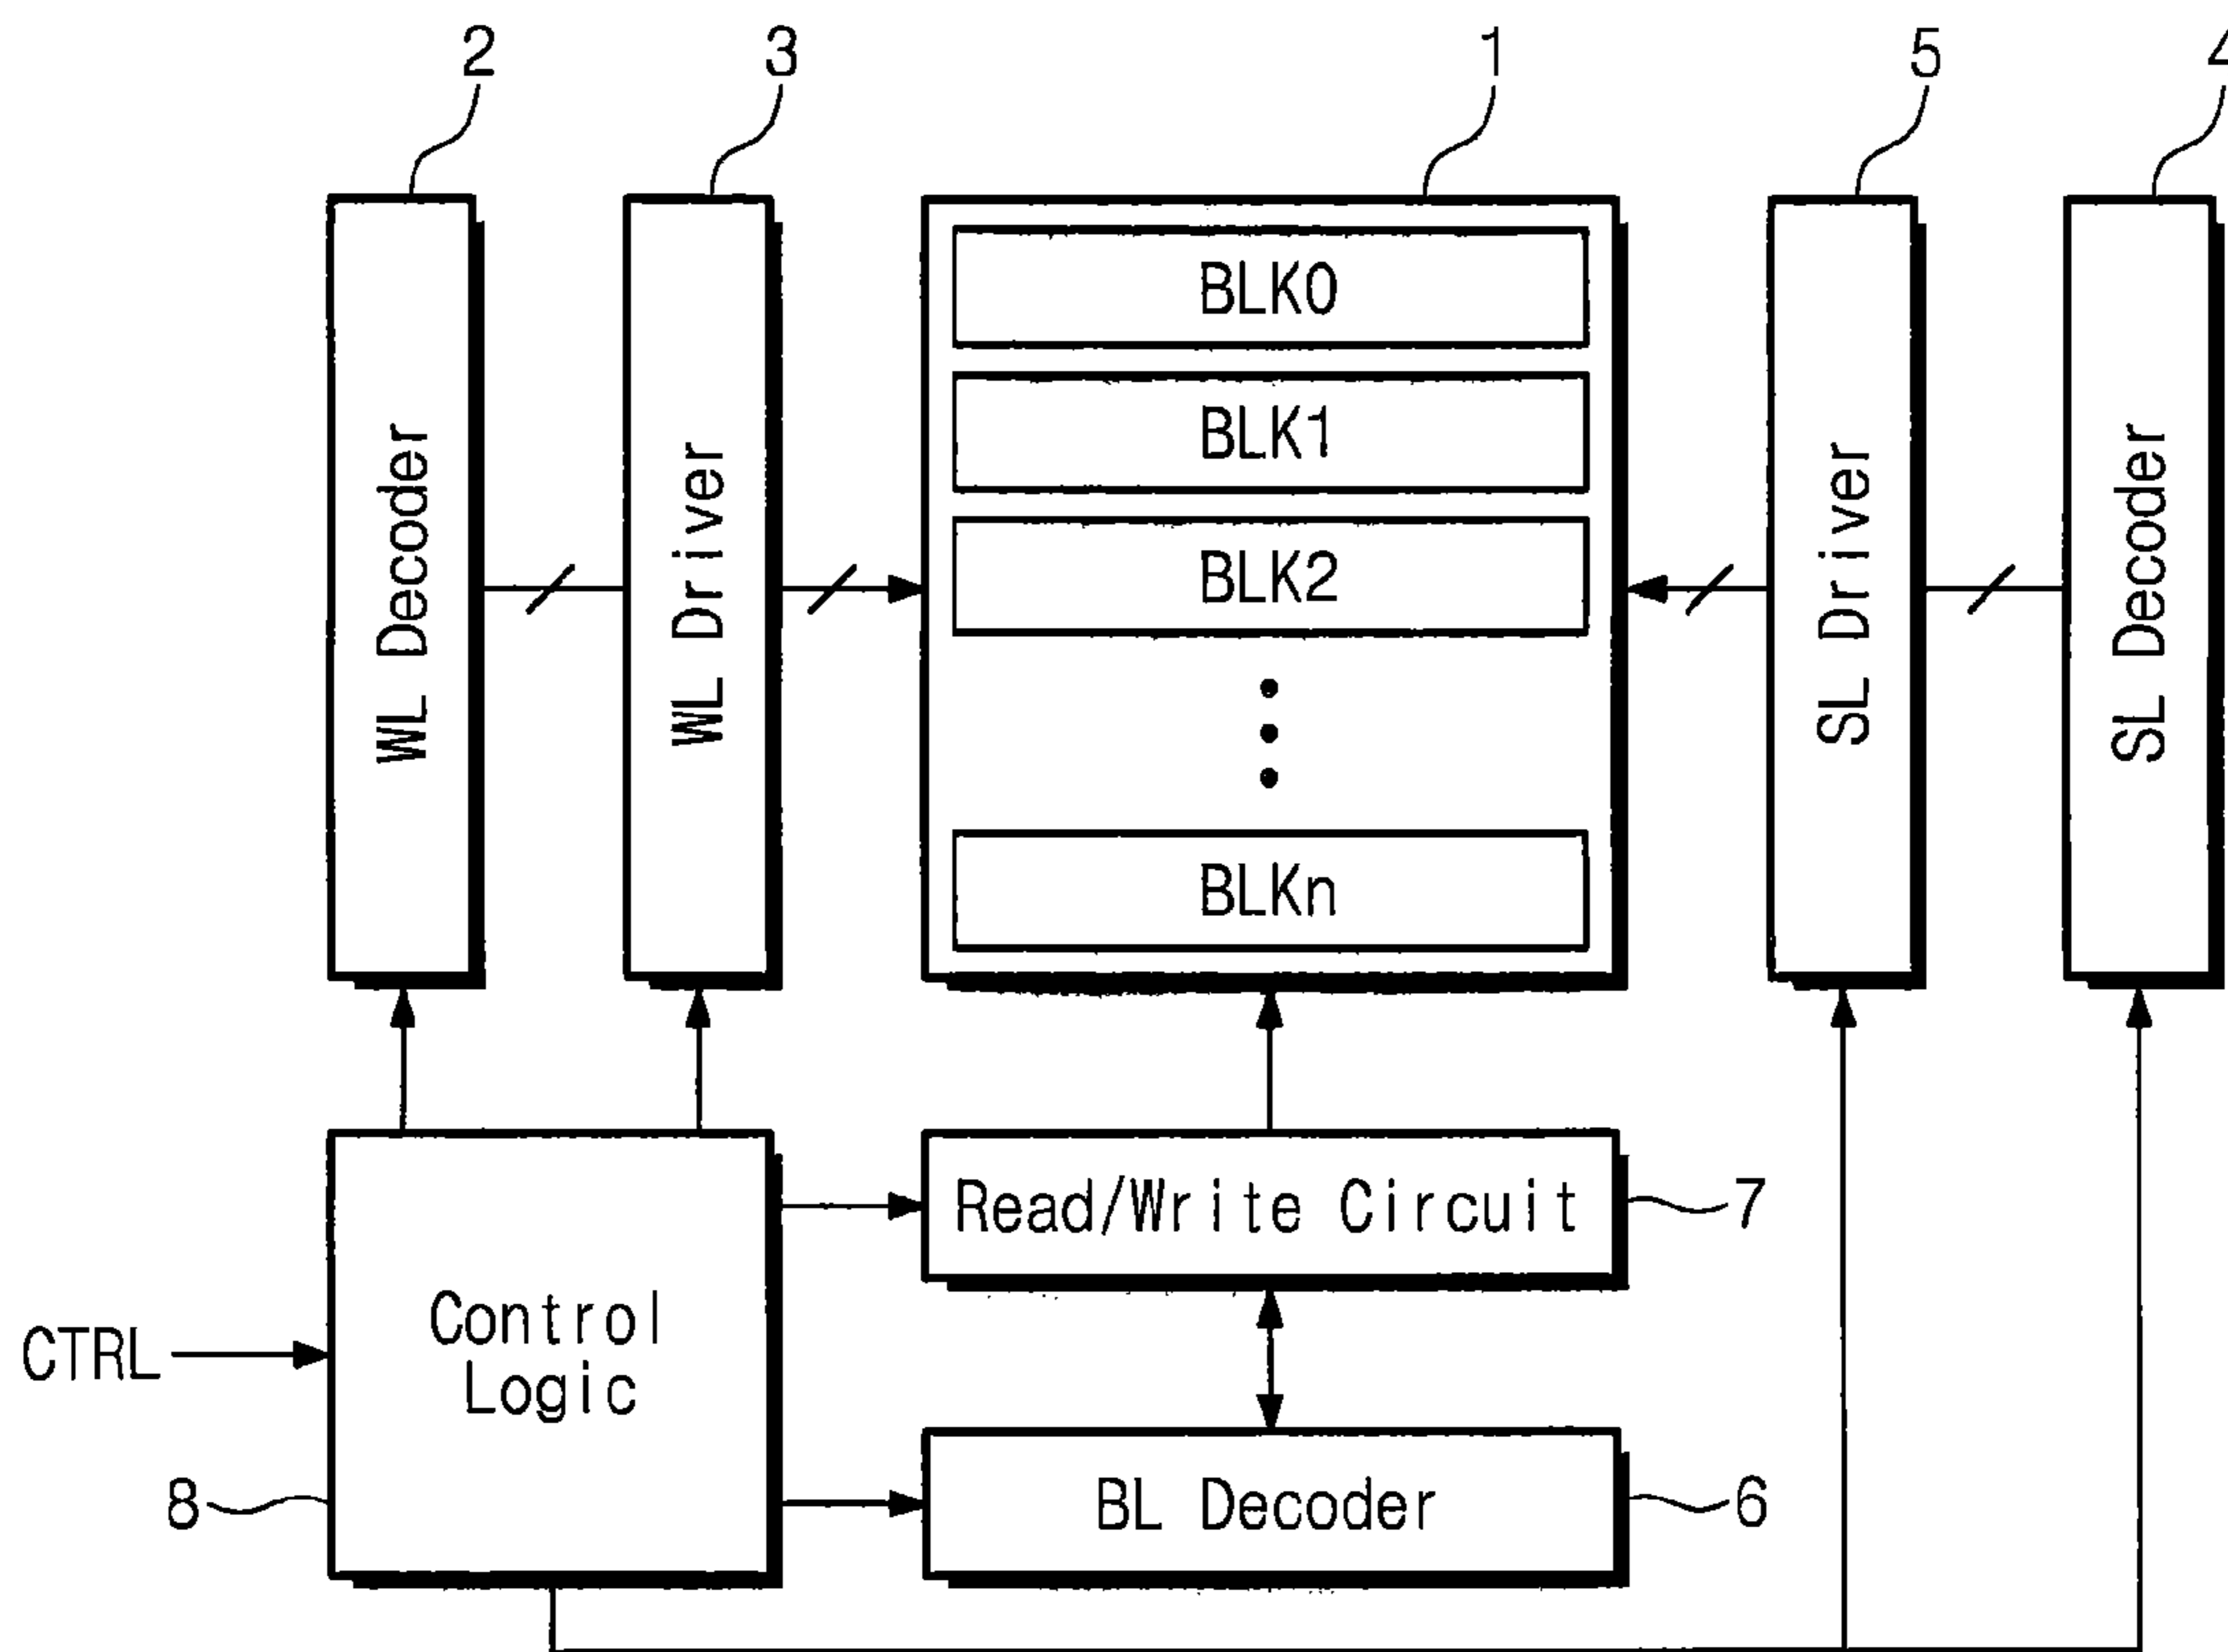 2
3
1
5
4
WL Decoder
WL Driver
BLK0
BLK1
BLK2
BLKn
SL Driver
SL Decoder
CTRL
Control
Logic
8
Read/Write Circuit
7
BL Decoder
6